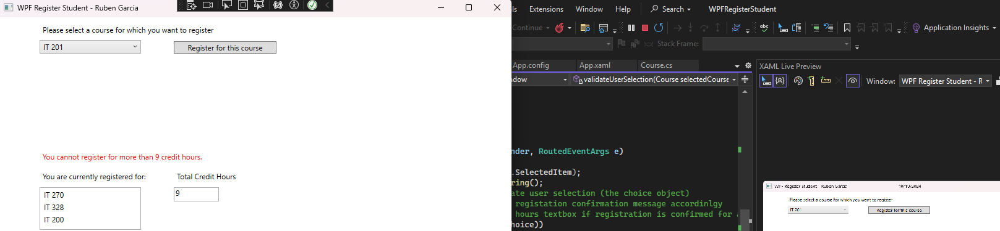 WPF Register Student - Ruben Garcia
Please select a course for which you want to register
IT 201
Register for this course
You cannot register for more than 9 credit hours.
You are currently registered for:
Total Credit Hours
IT 270
IT 328
IT 200
9
ls Extensions Window Help Search WPFRegisterStudent
Continue
abc
Application Insights
Stack Frame:
App.config App.xaml Course.cs
dow validateUserSelection(Course selectedCourse
nder, RoutedEventArgs e)
.SelectedItem);
ring();
ate user selection (the choice object)
registation confirmation message accordinlgy
hours textbox if registration is confirmed for
hoice))
XAML Live Preview
Window: WPF Register Student - R
WPF Register Student - Ruben Garcia 10/19/2024
Please select a course for which you want to register
IT 201
Register for this course